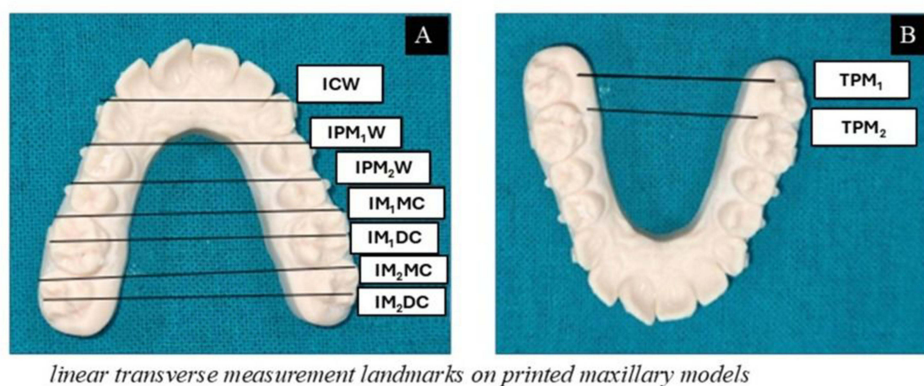 A
ICW
IPM₁W
IPM₂W
IM₁MC
IM₁DC
IM₂MC
IM₂DC
B
TPM₁
TPM₂
linear transverse measurement landmarks on printed maxillary models